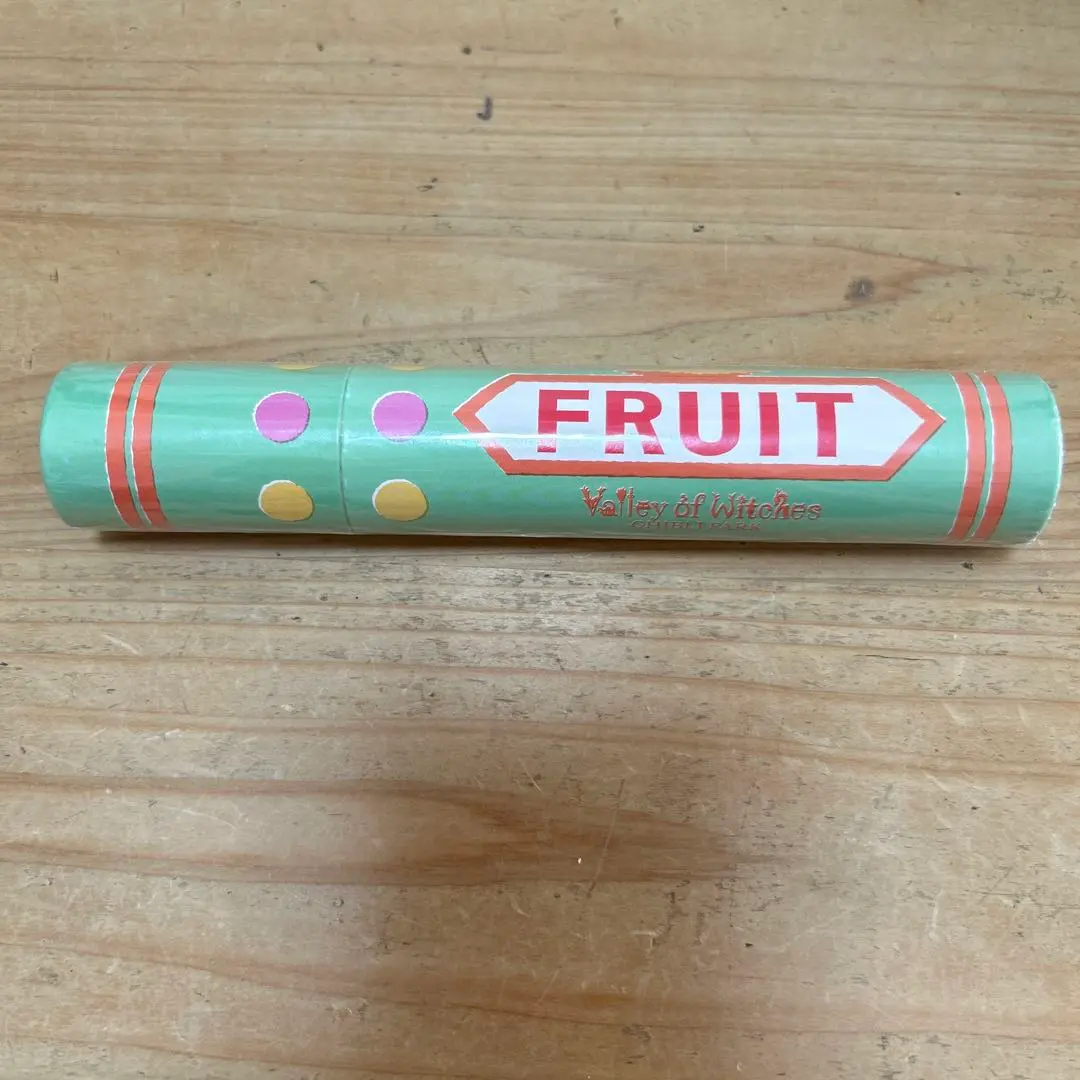 FRUIT
Valley of Witches
GHIBLI PARK